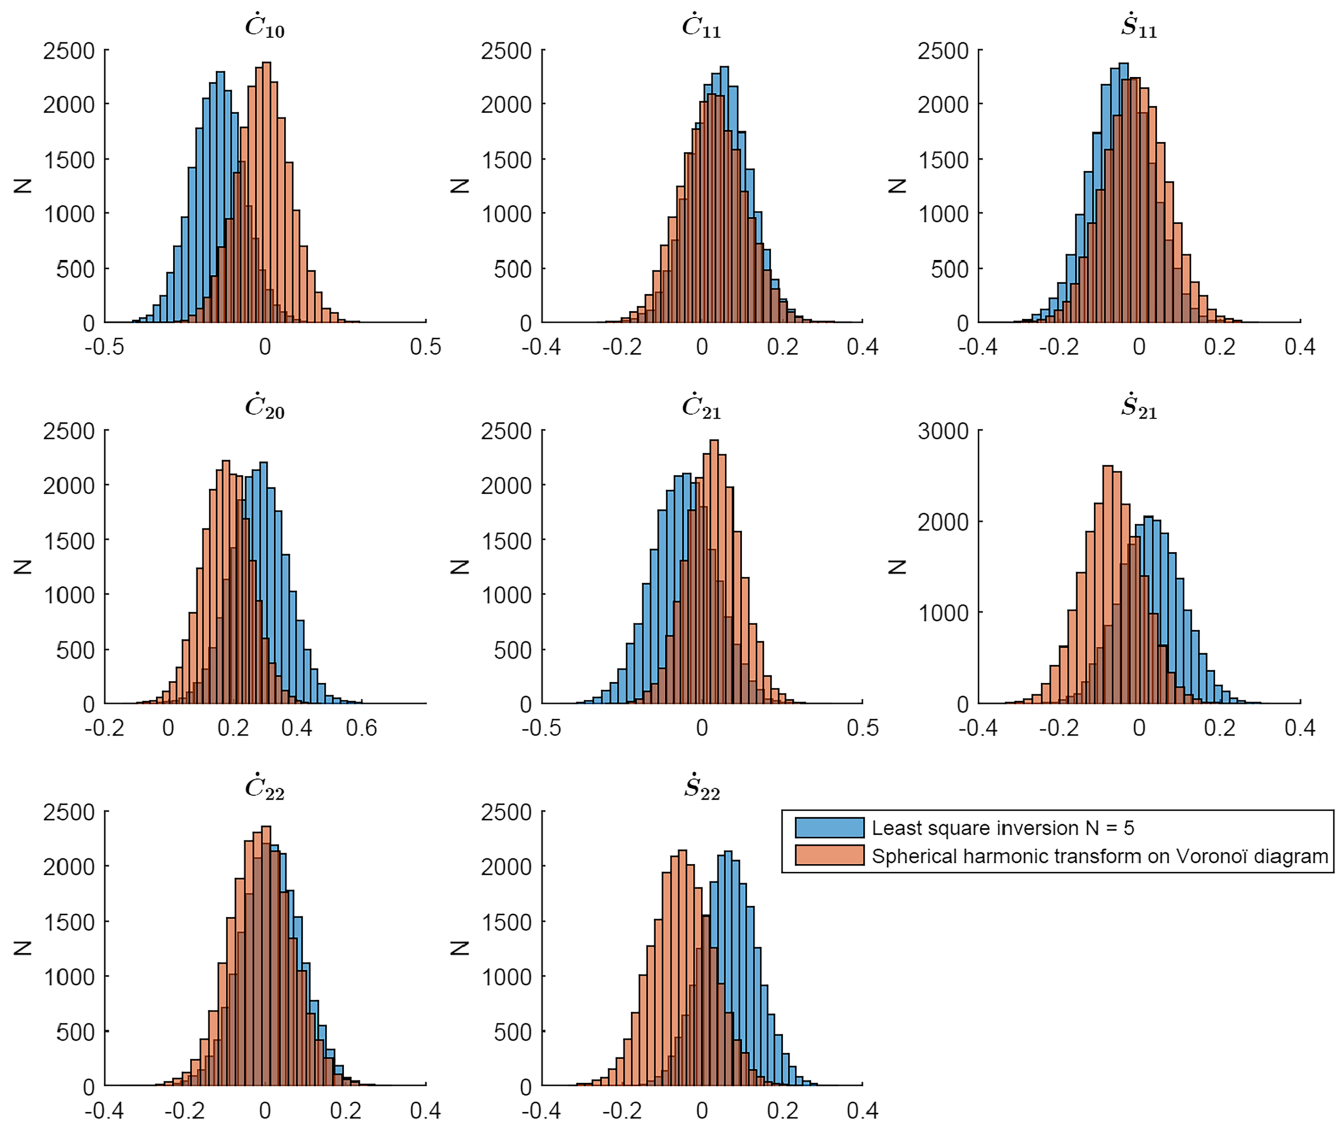 Ċ₁₀ Ċ₁₁ Ṡ₁₁
2500 2500 2500
2000 2000 2000
1500 1500 1500
N N N
1000 1000 1000
500 500 500
0 0 0
-0.5 0 0.5 -0.4 -0.2 0 0.2 0.4 -0.4 -0.2 0 0.2 0.4
Ċ₂₀ Ċ₂₁ Ṡ₂₁
2500 2500 3000
2000 2000 2000
1500 1500
N N N
1000 1000 1000
500 500
0 0 0
-0.2 0 0.2 0.4 0.6 -0.5 0 0.5 -0.4 -0.2 0 0.2 0.4
Ċ₂₂ Ṡ₂₂
2500 2500
Least square inversion N = 5
Spherical harmonic transform on Voronoï diagram
2000 2000
1500 1500
N N
1000 1000
500 500
0 0
-0.4 -0.2 0 0.2 0.4 -0.4 -0.2 0 0.2 0.4